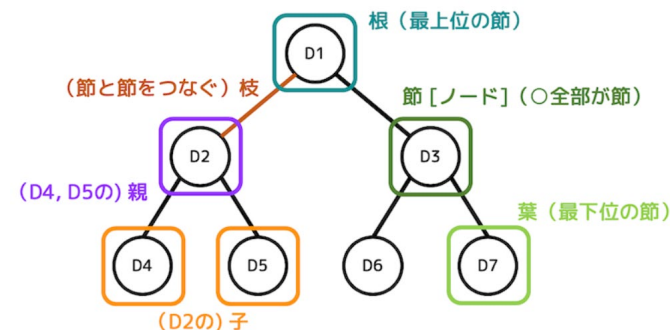 根（最上位の節）
D1
（節と節をつなぐ）枝
節 [ノード]（○全部が節）
D2
D3
（D4, D5の) 親
葉（最下位の節）
D4
D5
D6
D7
（D2の) 子